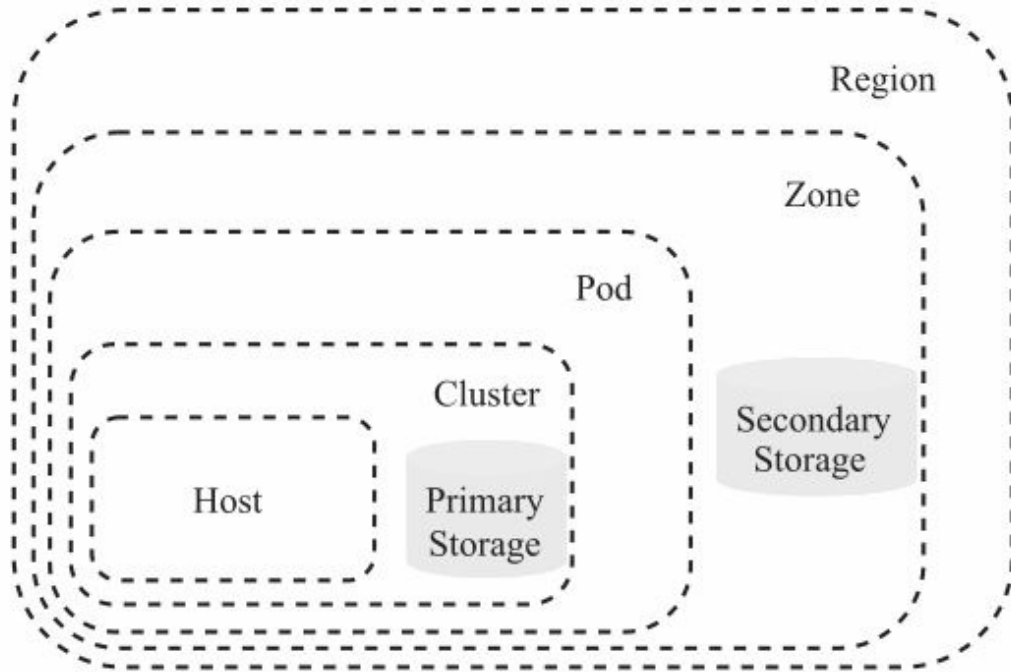 Region
Zone
Pod
Cluster
Host
Primary
Storage
Secondary
Storage